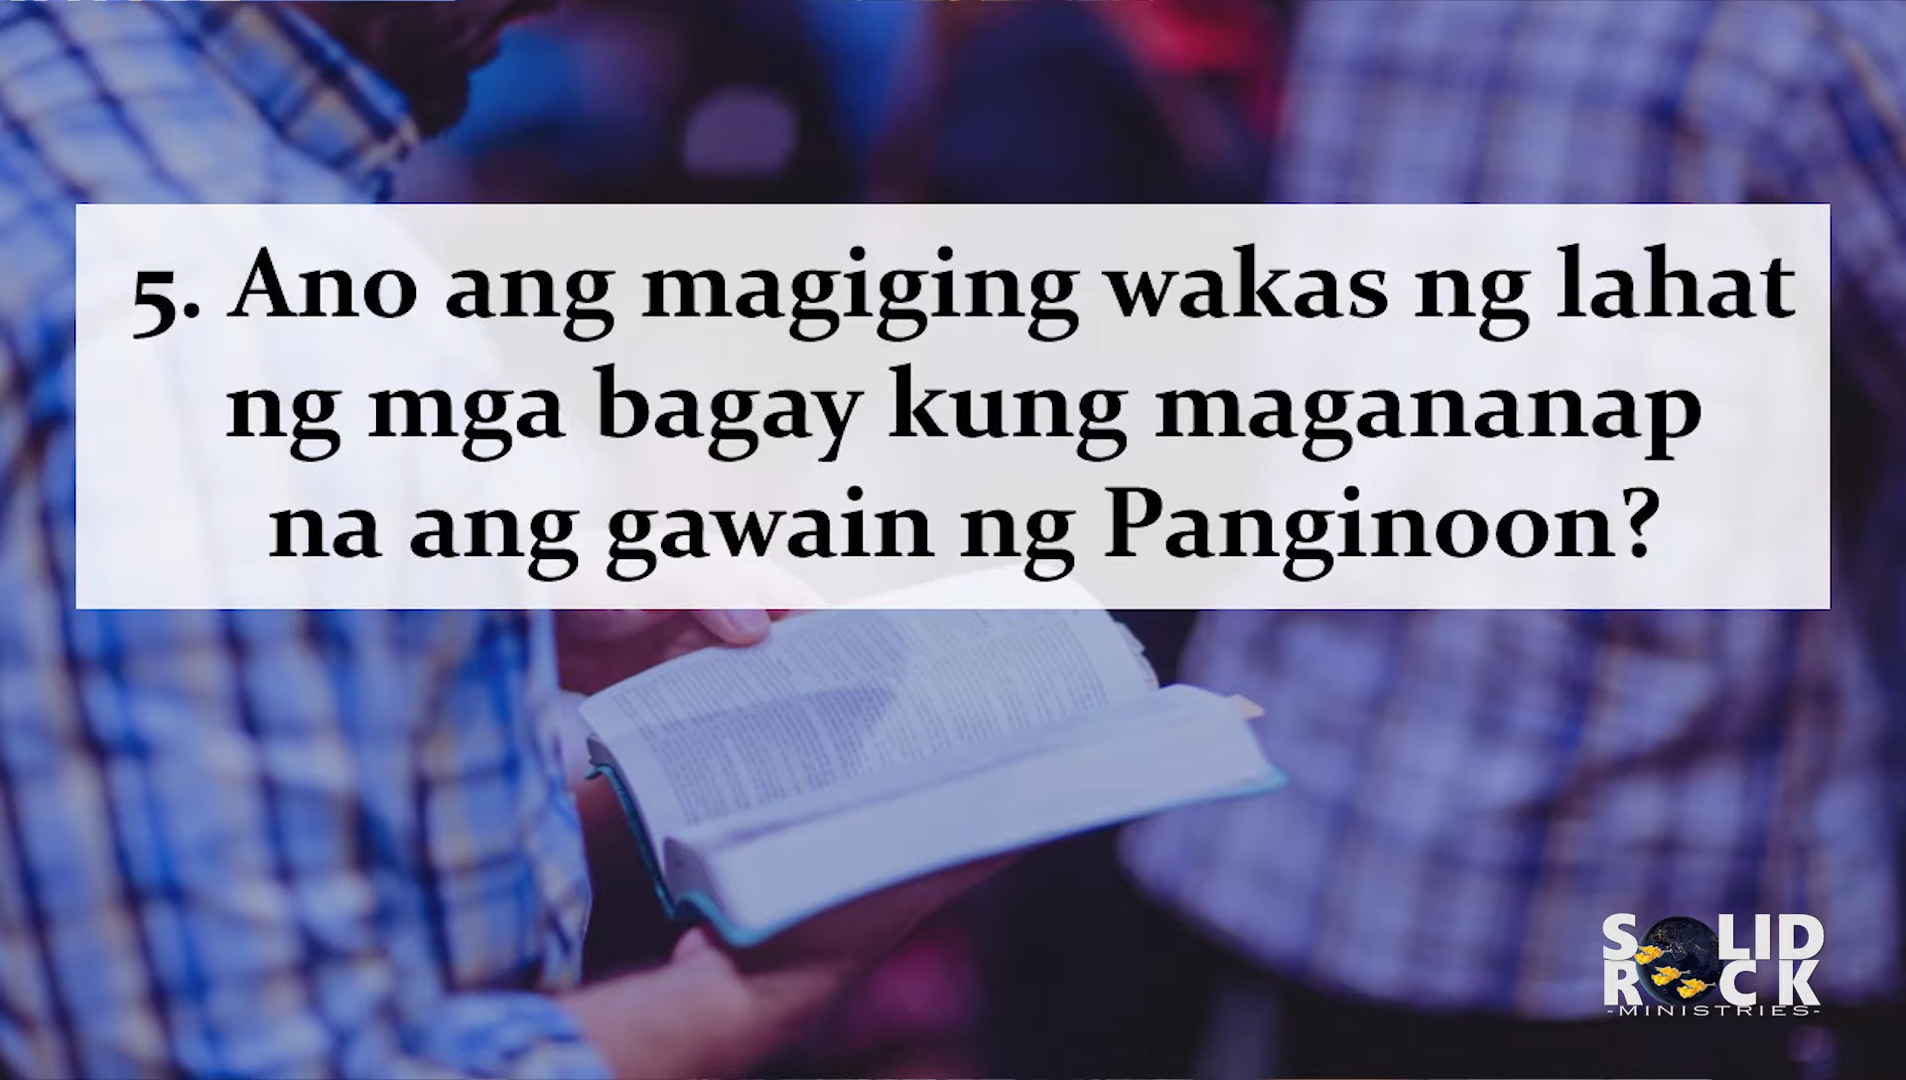 5. Ano ang magiging wakas ng lahat
ng mga bagay kung magananap
na ang gawain ng Panginoon?
SOLID
ROCK
-MINISTRIES-